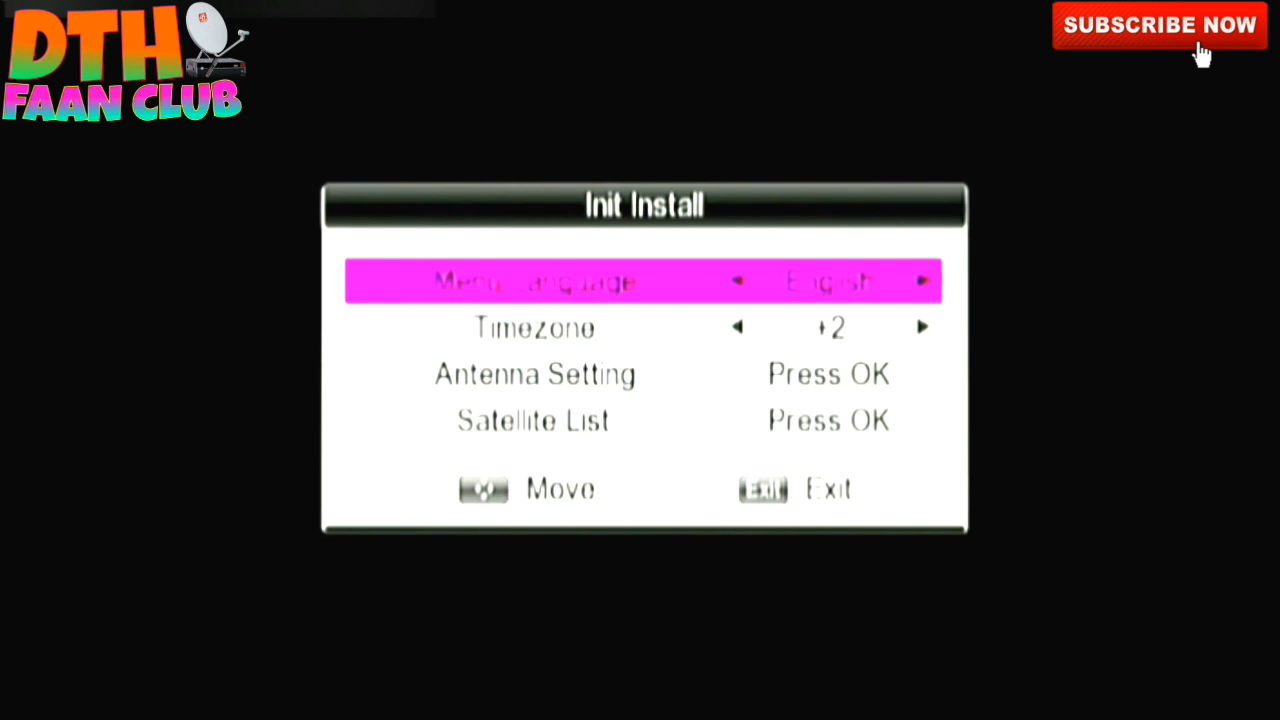 DTH
FAAN CLUB
SUBSCRIBE NOW
Init Install
Menu Language English
Timezone +2
Antenna Setting Press OK
Satellite List Press OK
Move Exit Exit